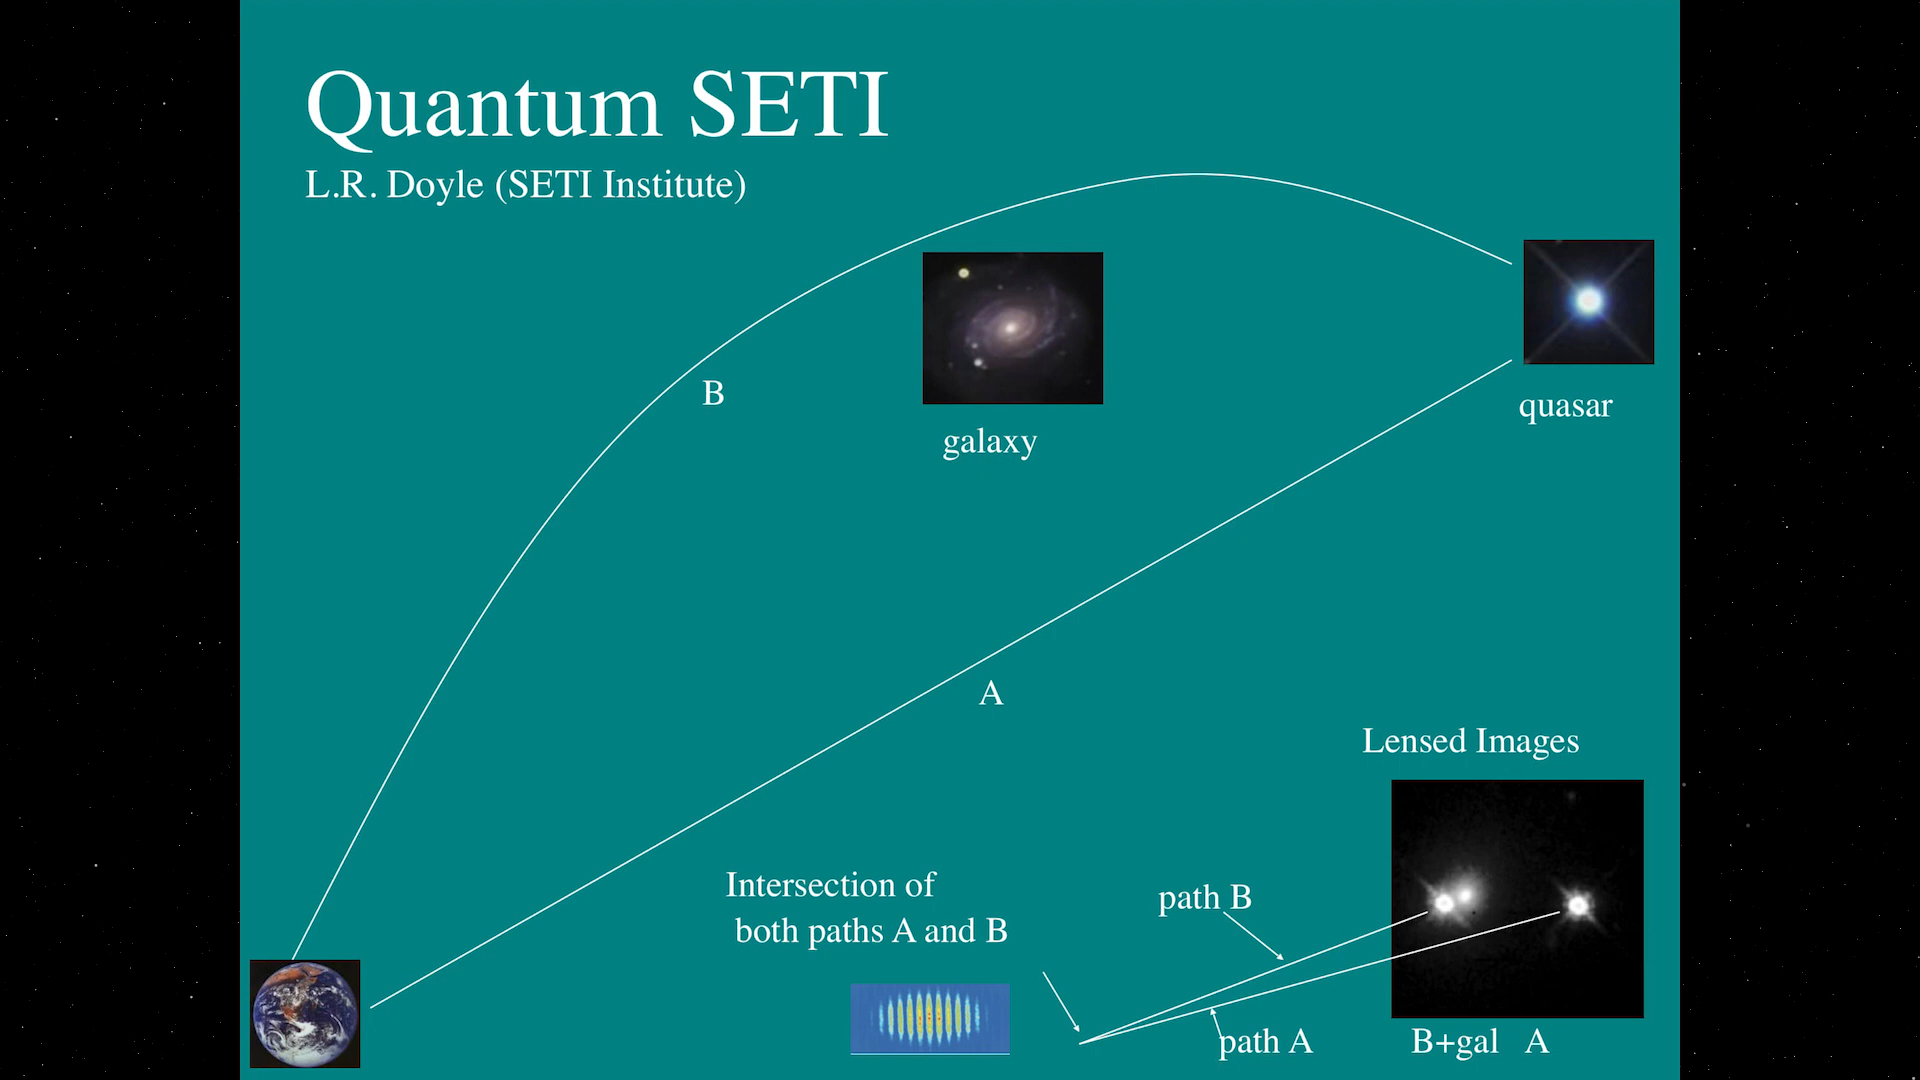 Quantum SETI
L.R. Doyle (SETI Institute)
B
galaxy
quasar
A
Lensed Images
Intersection of
both paths A and B
path B
path A
B+gal A